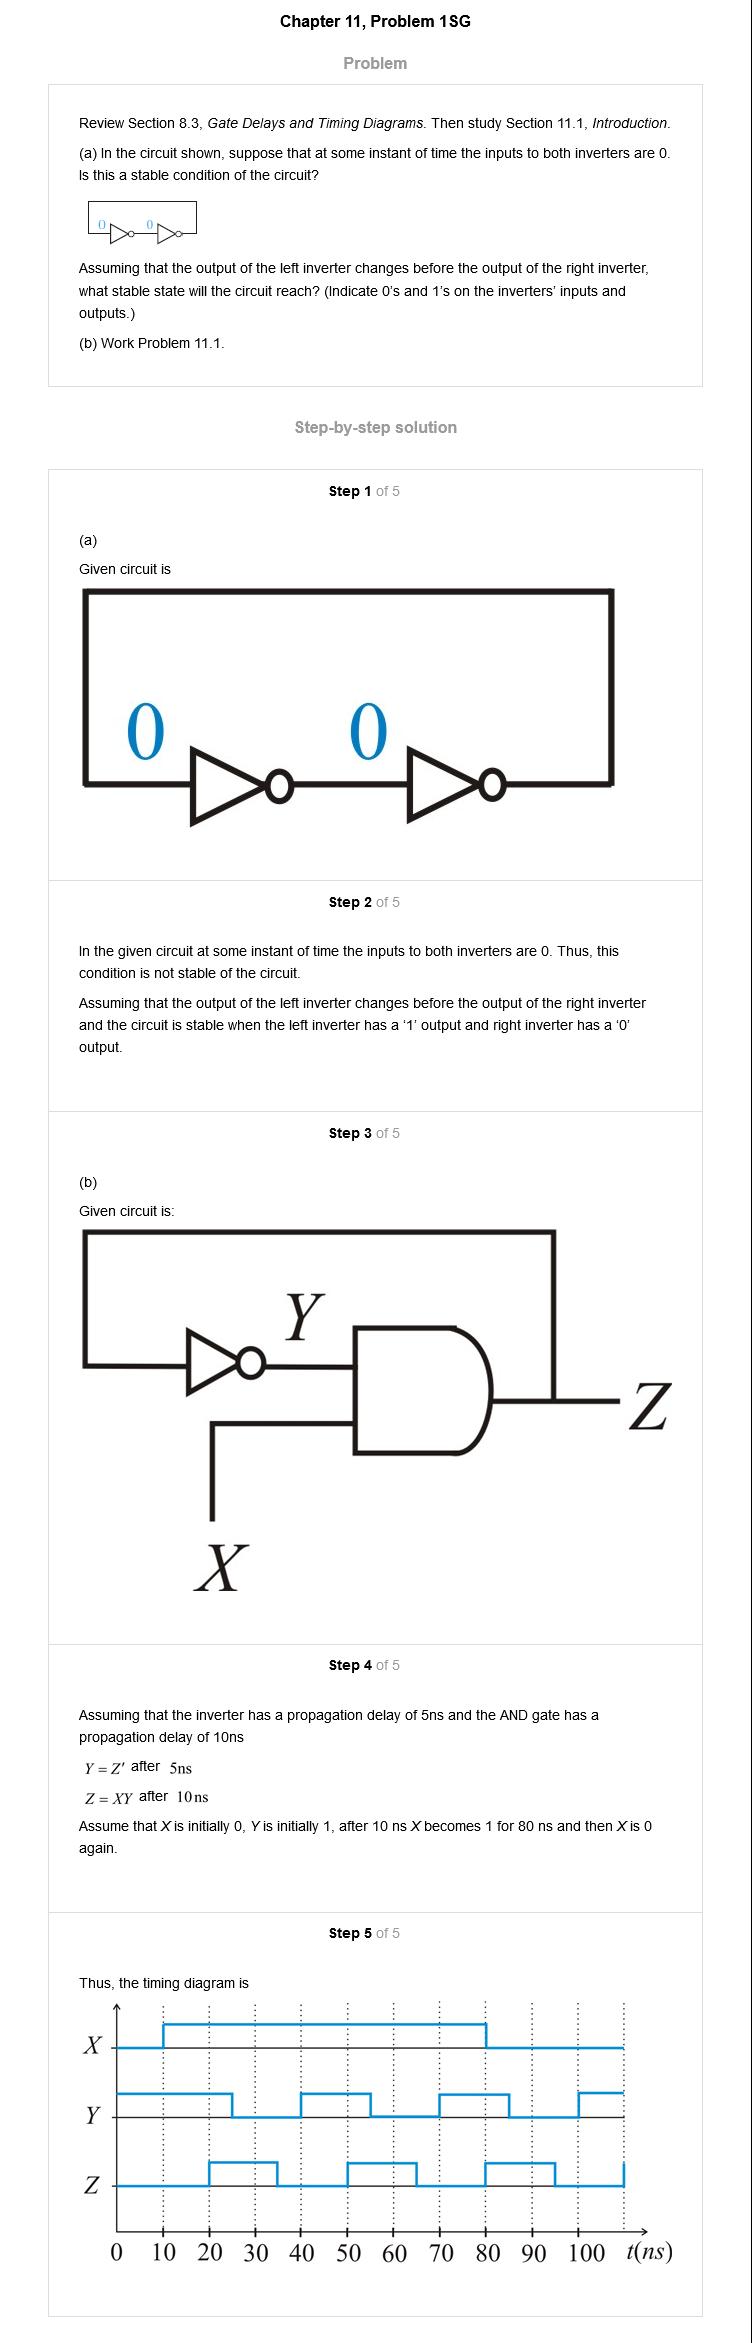 Chapter 11, Problem 1SG
Problem
Review Section 8.3, Gate Delays and Timing Diagrams. Then study Section 11.1, Introduction.
(a) In the circuit shown, suppose that at some instant of time the inputs to both inverters are 0.
Is this a stable condition of the circuit?
0 0
Assuming that the output of the left inverter changes before the output of the right inverter,
what stable state will the circuit reach? (Indicate 0's and 1's on the inverters' inputs and
outputs.)
(b) Work Problem 11.1.
Step-by-step solution
Step 1 of 5
(a)
Given circuit is
0 0
Step 2 of 5
In the given circuit at some instant of time the inputs to both inverters are 0. Thus, this
condition is not stable of the circuit.
Assuming that the output of the left inverter changes before the output of the right inverter
and the circuit is stable when the left inverter has a '1' output and right inverter has a '0'
output.
Step 3 of 5
(b)
Given circuit is:
Y
Z
X
Step 4 of 5
Assuming that the inverter has a propagation delay of 5ns and the AND gate has a
propagation delay of 10ns
Y = Z' after 5ns
Z = XY after 10ns
Assume that X is initially 0, Y is initially 1, after 10 ns X becomes 1 for 80 ns and then X is 0
again.
Step 5 of 5
Thus, the timing diagram is
X
Y
Z
0 10 20 30 40 50 60 70 80 90 100 t(ns)